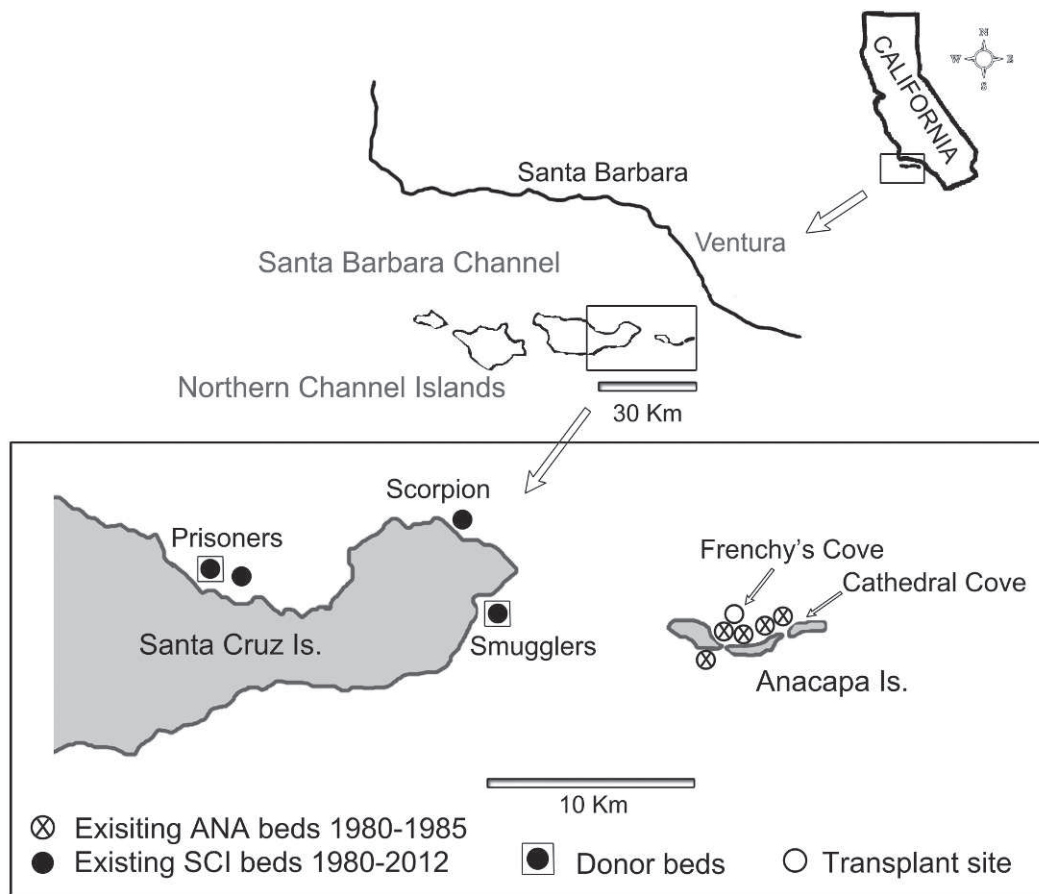 N
W E
S
CALIFORNIA
Santa Barbara
Ventura
Santa Barbara Channel
Northern Channel Islands
30 Km
Scorpion
Prisoners
Frenchy's Cove
Cathedral Cove
Santa Cruz Is.
Smugglers
Anacapa Is.
10 Km
Exisiting ANA beds 1980-1985
Existing SCI beds 1980-2012
Donor beds
Transplant site